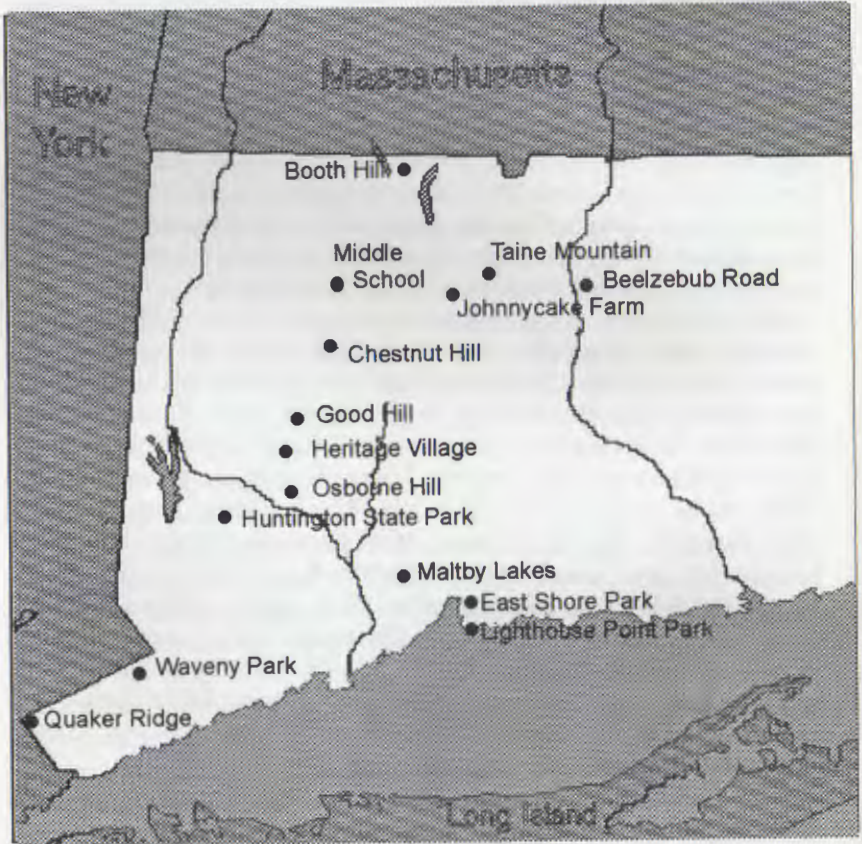 New
York
Massachusetts
Booth Hill
Middle
School
Taine Mountain
Beelzebub Road
Johnnycake Farm
Chestnut Hill
Good Hill
Heritage Village
Osborne Hill
Huntington State Park
Maltby Lakes
East Shore Park
Lighthouse Point Park
Waveny Park
Quaker Ridge
Long Island